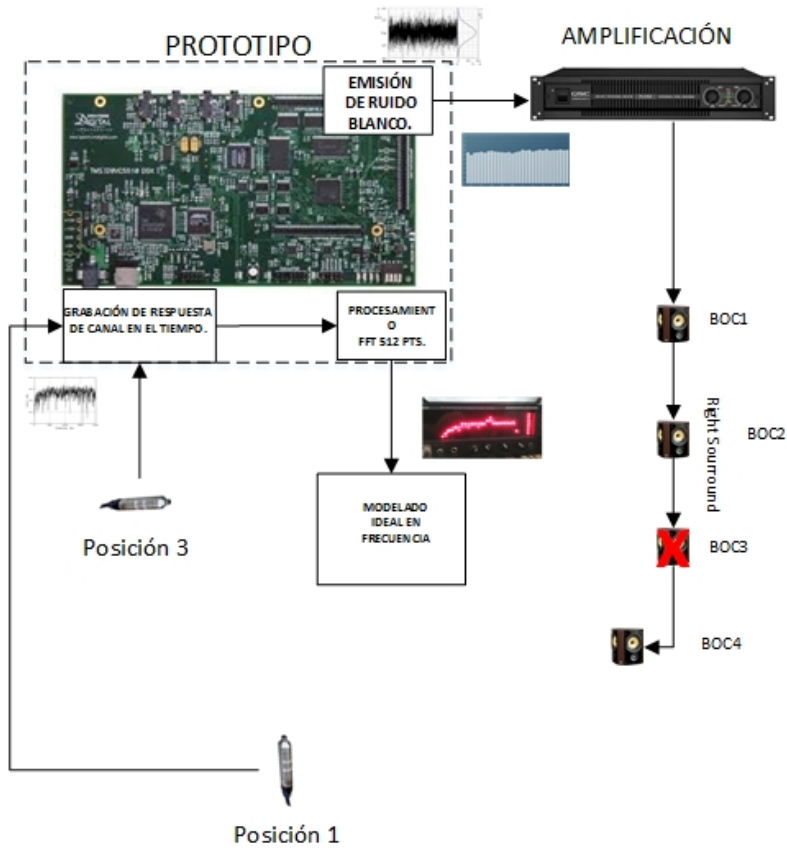 PROTOTIPO
AMPLIFICACIÓN
EMISIÓN
DE RUIDO
BLANCO.
DIGITAL
GRABACIÓN DE RESPUESTA
DE CANAL EN EL TIEMPO.
PROCESAMIENT
O
FFT 512 PTS.
BOC1
Right Sourround
BOC2
MODELADO
IDEAL EN
FRECUENCIA
Posición 3
BOC3
BOC4
Posición 1